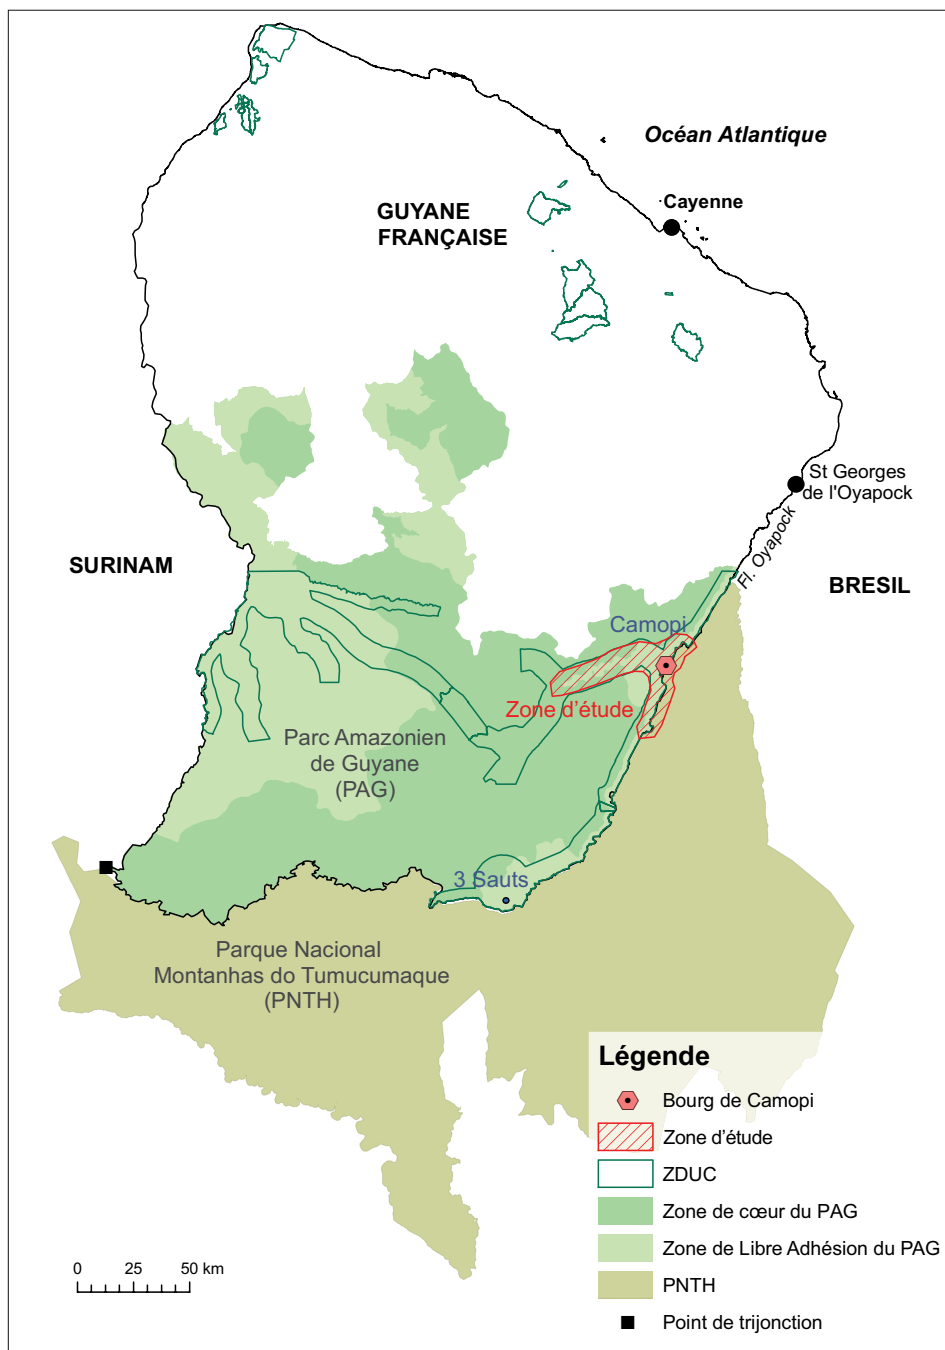 Océan Atlantique
Cayenne
GUYANE
FRANÇAISE
St Georges
de l'Oyapock
Fl. Oyapock
SURINAM
BRESIL
Camopi
Zone d'étude
Parc Amazonien
de Guyane
(PAG)
3 Sauts
Parque Nacional
Montanhas do Tumucumaque
(PNTH)
Légende
Bourg de Camopi
Zone d'étude
ZDUC
Zone de cœur du PAG
Zone de Libre Adhésion du PAG
PNTH
Point de trijonction
0 25 50 km